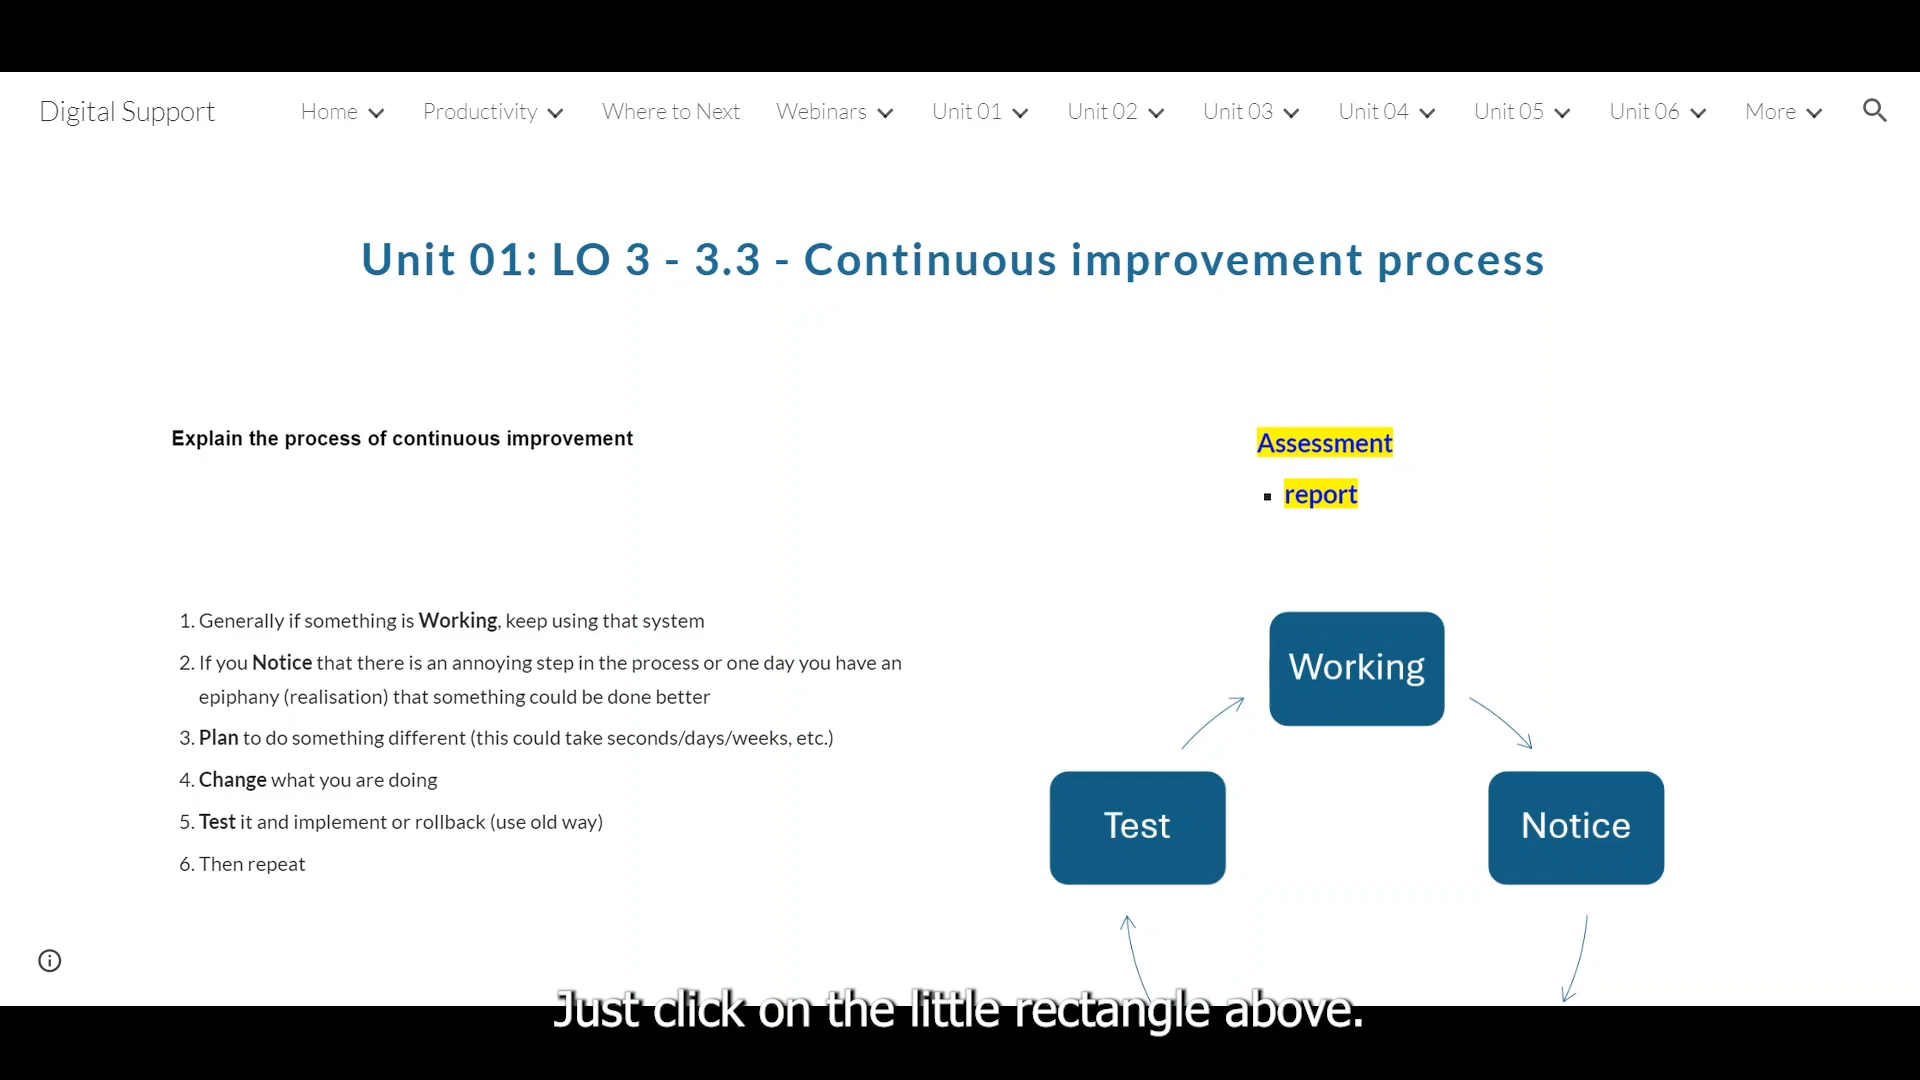 Digital Support
Home
Productivity
Where to Next
Webinars
Unit 01
Unit 02
Unit 03
Unit 04
Unit 05
Unit 06
More
Unit 01: LO 3 - 3.3 - Continuous improvement process
Explain the process of continuous improvement
Assessment
▪ report
1. Generally if something is Working, keep using that system
2. If you Notice that there is an annoying step in the process or one day you have an
epiphany (realisation) that something could be done better
3. Plan to do something different (this could take seconds/days/weeks, etc.)
4. Change what you are doing
5. Test it and implement or rollback (use old way)
6. Then repeat
Working
Test
Notice
Just click on the little rectangle above.